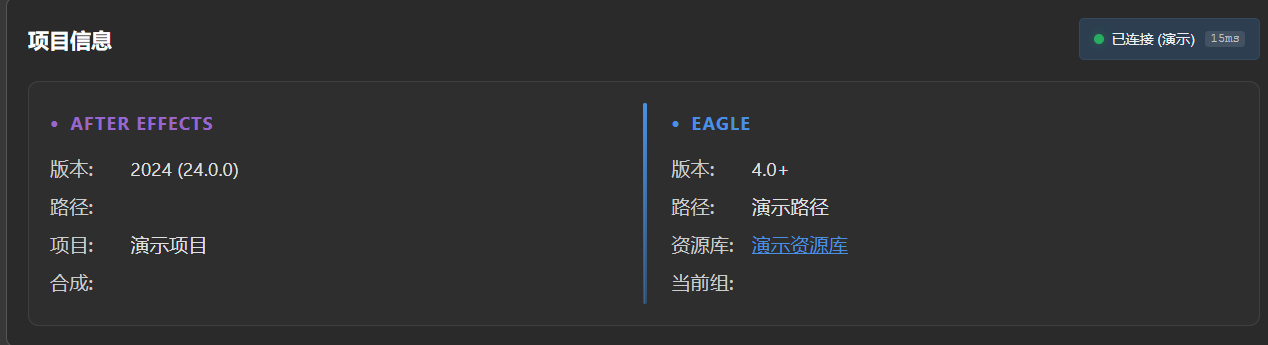 项目信息
已连接 (演示) 15ms
• AFTER EFFECTS
版本: 2024 (24.0.0)
路径:
项目: 演示项目
合成:
• EAGLE
版本: 4.0+
路径: 演示路径
资源库: 演示资源库
当前组: